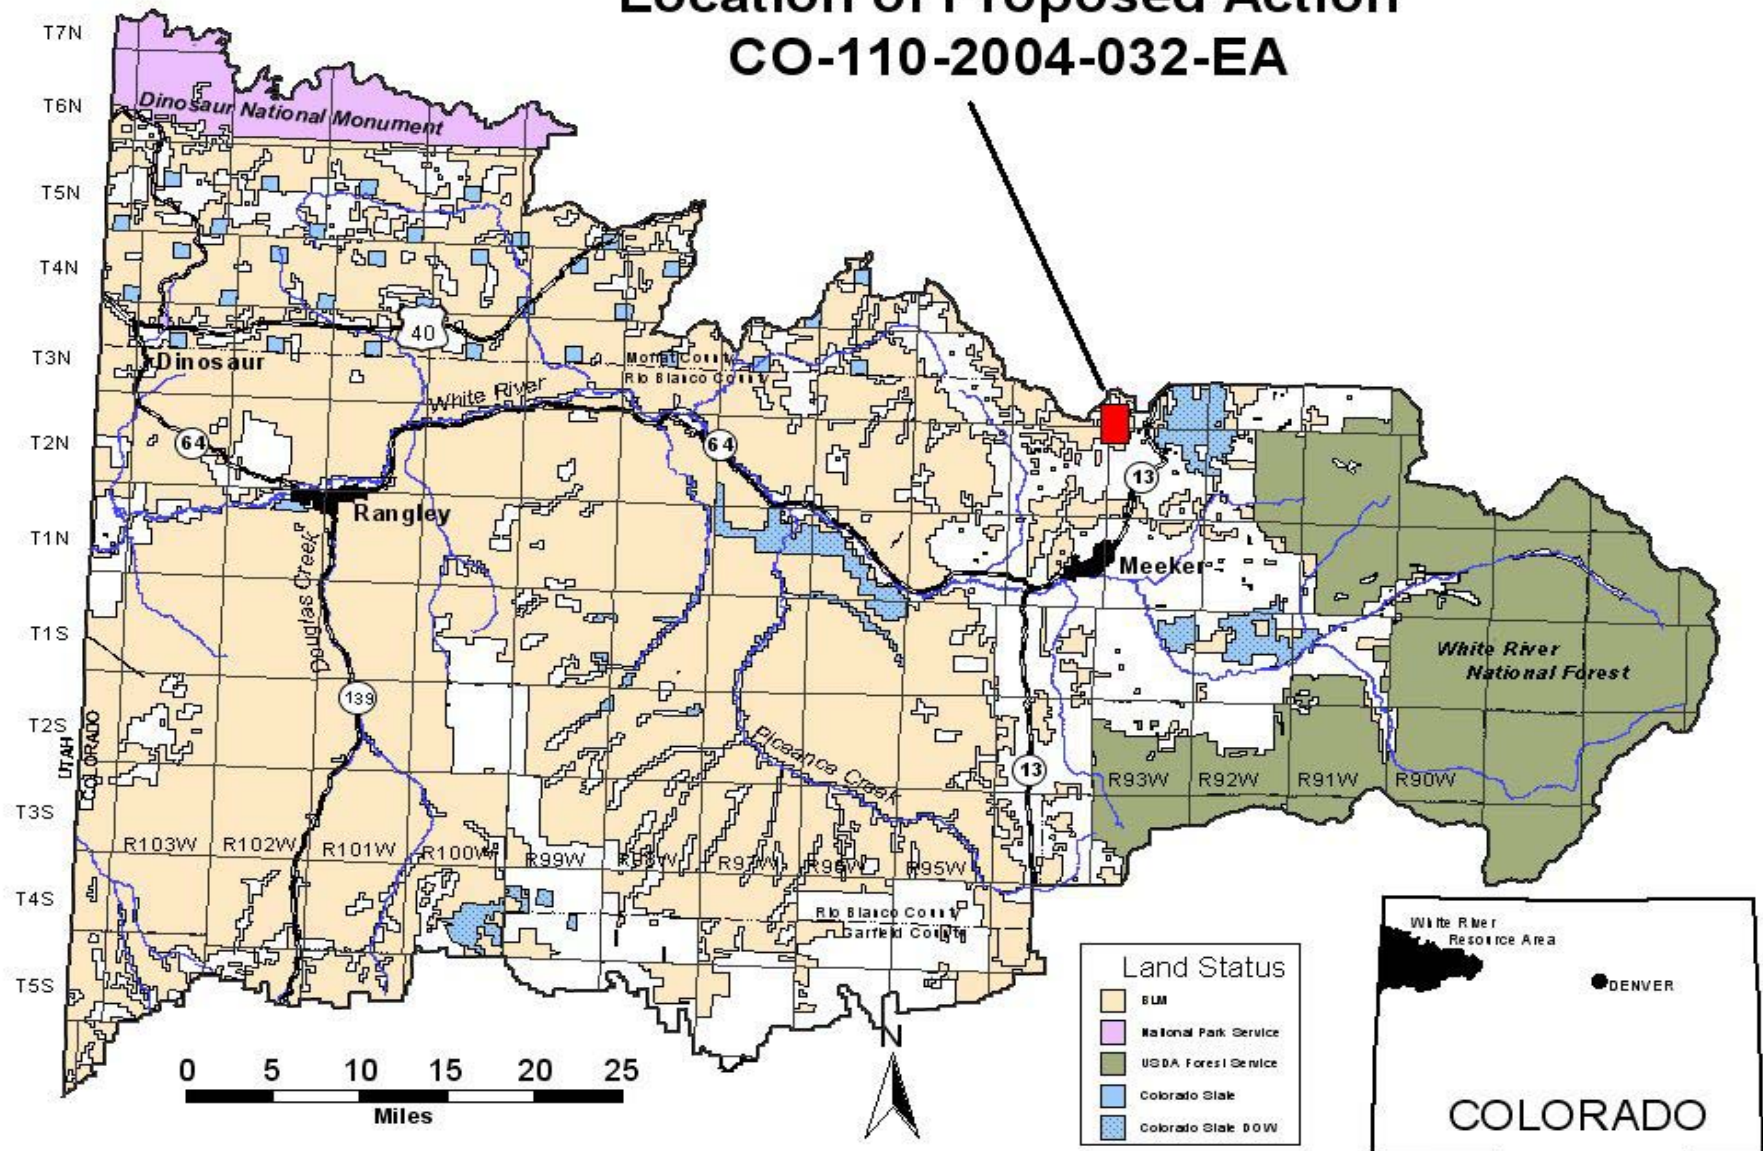 Location of Proposed Action
CO-110-2004-032-EA
T7N
T6N
T5N
T4N
T3N
T2N
T1N
T1S
T2S
T3S
T4S
T5S
Dinosaur National Monument
40
Dinosaur
Moffat County
Rio Blanco County
White River
64
64
13
Rangley
Meeker
Douglas Creek
White River
National Forest
139
UTAH
COLORADO
Piceance Creek
13
R93W
R92W
R91W
R90W
R103W
R102W
R101W
R100W
R99W
R98W
R97W
R96W
R95W
Rio Blanco County
Garfield County
N
0 5 10 15 20 25
Miles
Land Status
BLM
National Park Service
USDA Forest Service
Colorado State
Colorado State DOW
White River
Resource Area
DENVER
COLORADO